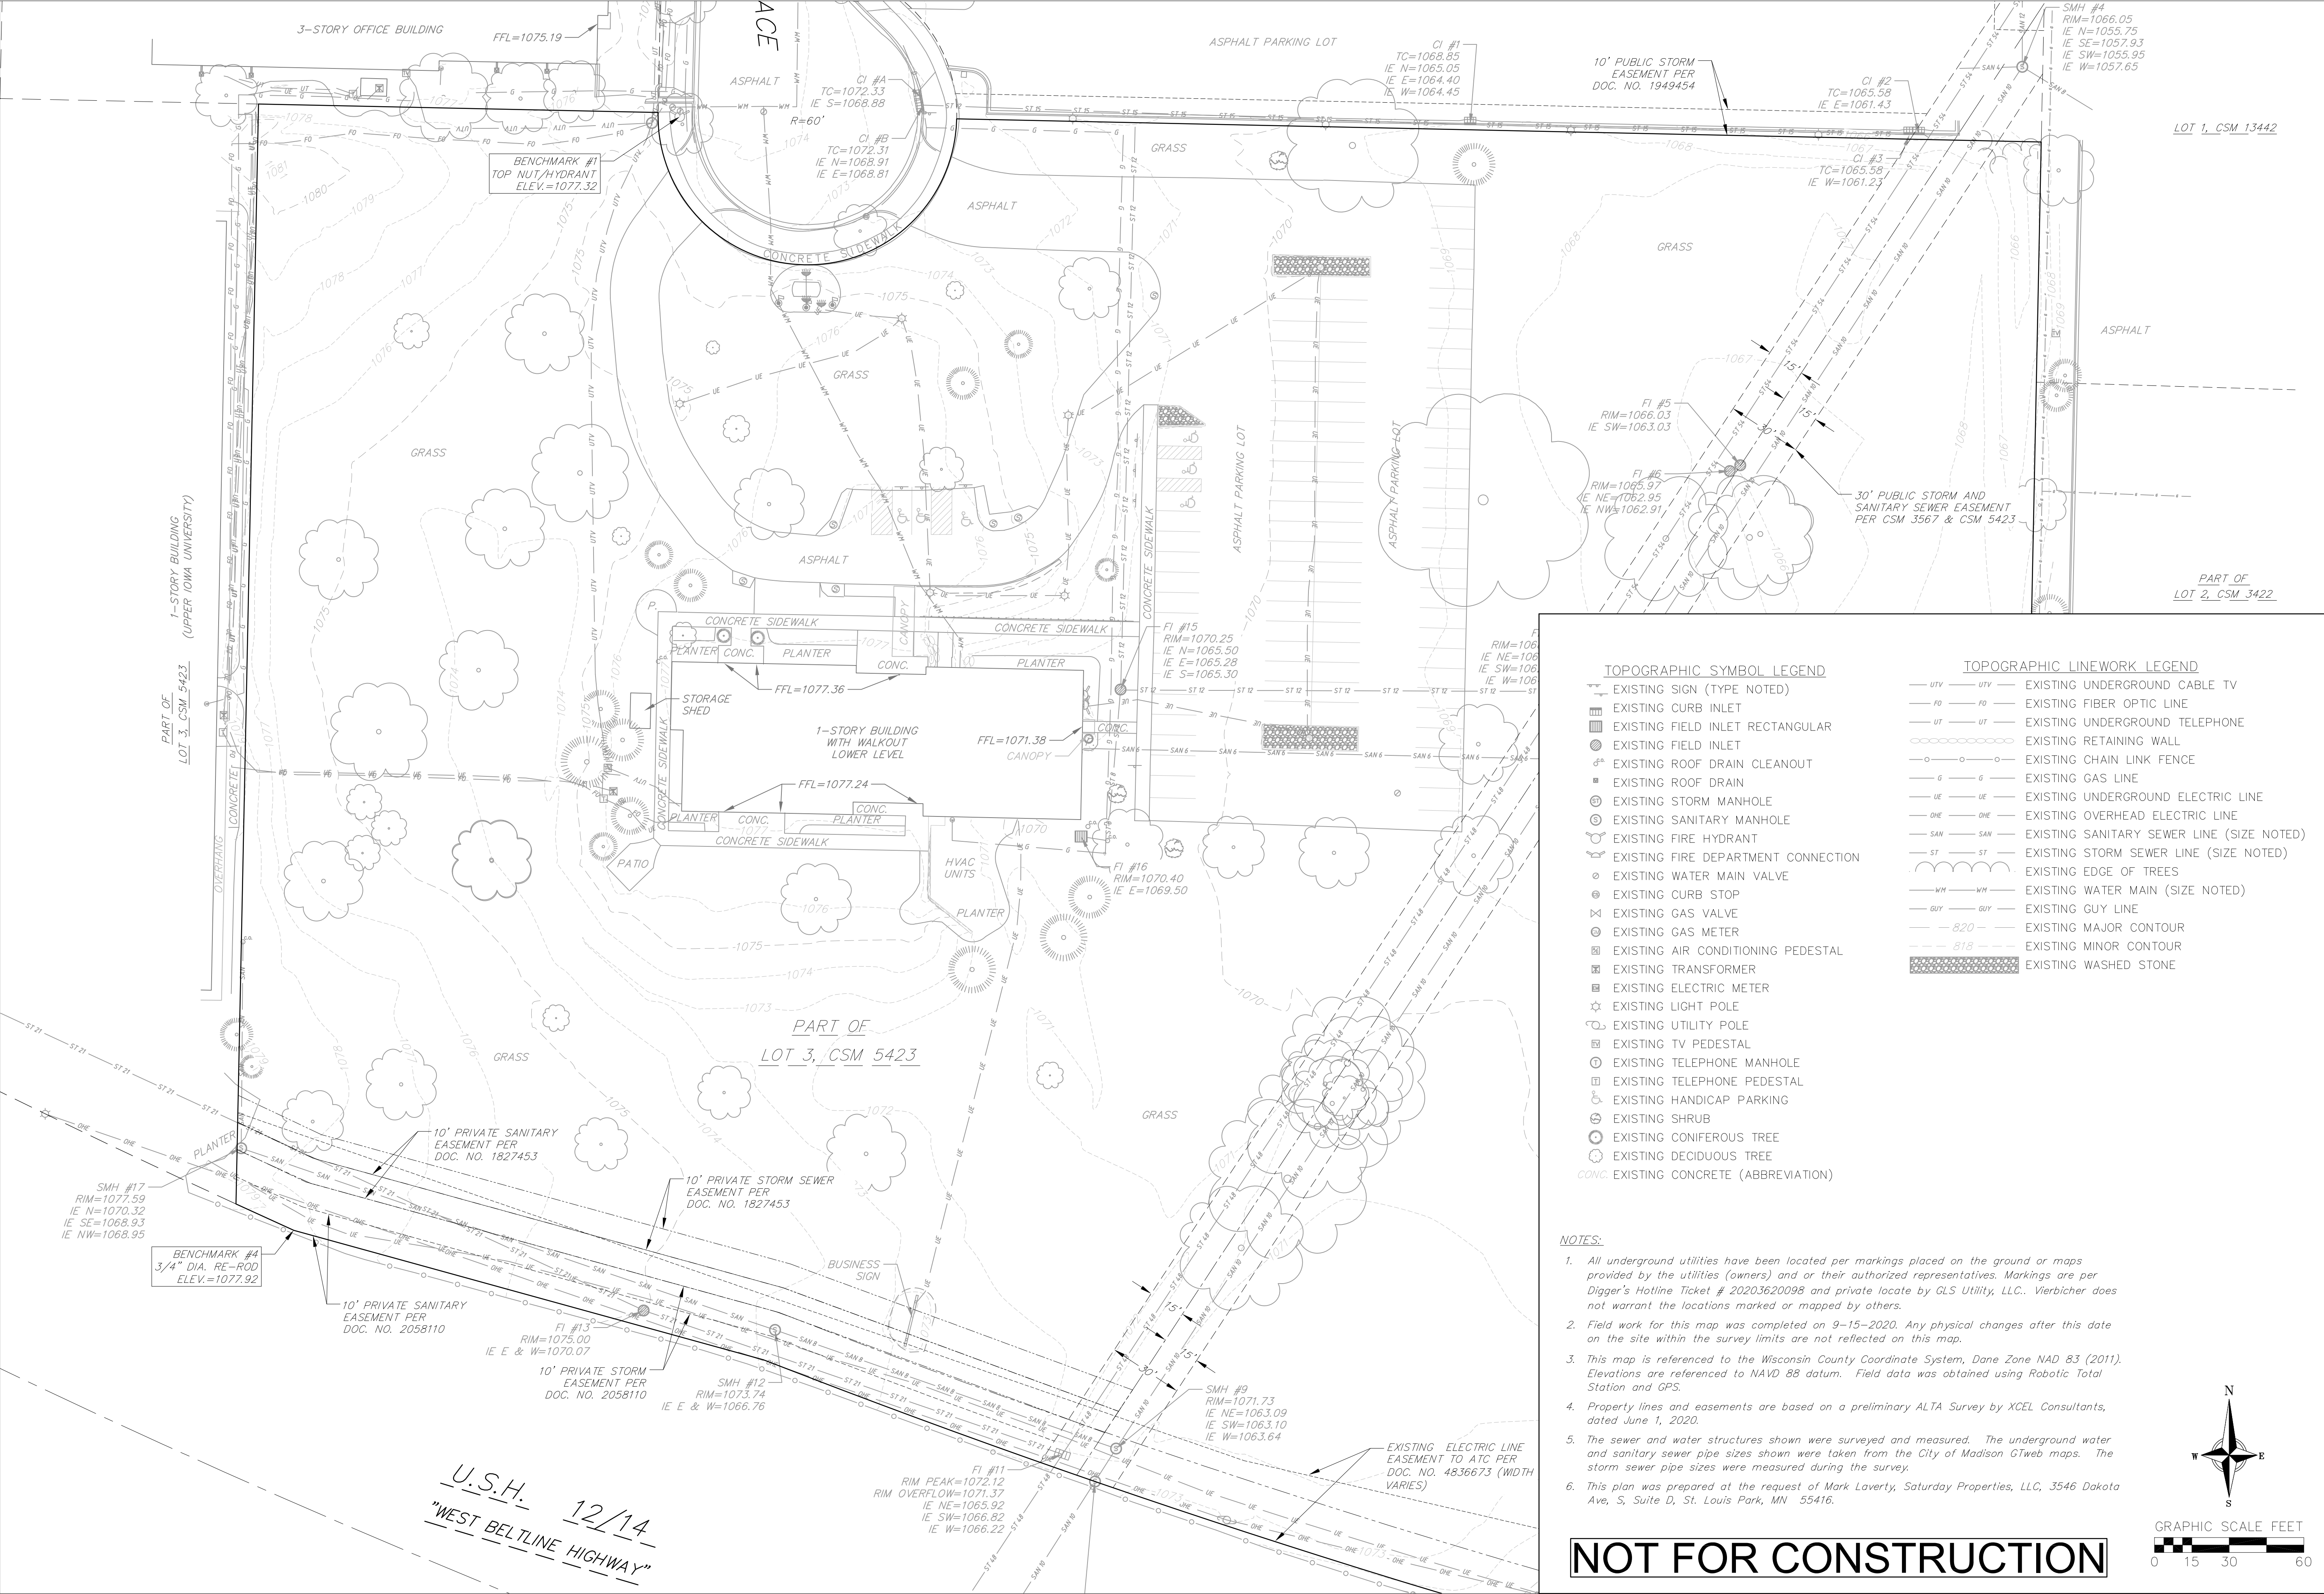 3-STORY OFFICE BUILDING
FFL=1075.19
ACE
ASPHALT
R=60'
CI #A
TC=1072.33
IE S=1068.88
CI #B
TC=1072.31
IE N=1068.91
IE E=1068.81
BENCHMARK #1
TOP NUT/HYDRANT
ELEV.=1077.32
CONCRETE SIDEWALK
ASPHALT PARKING LOT
CI #1
TC=1068.85
IE N=1065.05
IE E=1064.40
IE W=1064.45
10' PUBLIC STORM
EASEMENT PER
DOC. NO. 1949454
CI #2
TC=1065.58
IE E=1061.43
CI #3
TC=1065.58
IE W=1061.23
SMH #4
RIM=1066.05
IE N=1055.75
IE SE=1057.93
IE SW=1055.95
IE W=1057.65
LOT 1, CSM 13442
GRASS
ASPHALT
GRASS
ASPHALT
GRASS
GRASS
ASPHALT
FI #5
RIM=1066.03
IE SW=1063.03
FI #6
RIM=1065.97
IE NE=1062.95
IE NW=1062.91
15'
15'
30'
30' PUBLIC STORM AND
SANITARY SEWER EASEMENT
PER CSM 3567 & CSM 5423
PART OF
LOT 2, CSM 3422
ASPHALT PARKING LOT
ASPHALT PARKING LOT
CONCRETE SIDEWALK
1-STORY BUILDING
(UPPER IOWA UNIVERSITY)
PART OF
LOT 3, CSM 5423
OVERHANG
CONCRETE
P.
CONCRETE SIDEWALK
CONCRETE SIDEWALK
CANOPY
PLANTER
CONC.
PLANTER
CONC.
PLANTER
FFL=1077.36
STORAGE
SHED
1-STORY BUILDING
WITH WALKOUT
LOWER LEVEL
FFL=1071.38
CANOPY
CONC.
FFL=1077.24
CONCRETE SIDEWALK
PLANTER
CONC.
CONC.
PLANTER
CONCRETE SIDEWALK
PATIO
HVAC
UNITS
PLANTER
FI #15
RIM=1070.25
IE N=1065.50
IE E=1065.28
IE S=1065.30
FI #16
RIM=1070.40
IE E=1069.50
PART OF
LOT 3, CSM 5423
GRASS
GRASS
PLANTER
10' PRIVATE SANITARY
EASEMENT PER
DOC. NO. 1827453
10' PRIVATE STORM SEWER
EASEMENT PER
DOC. NO. 1827453
SMH #17
RIM=1077.59
IE N=1070.32
IE SE=1068.93
IE NW=1068.95
BENCHMARK #4
3/4" DIA. RE-ROD
ELEV.=1077.92
10' PRIVATE SANITARY
EASEMENT PER
DOC. NO. 2058110
FI #13
RIM=1075.00
IE E & W=1070.07
10' PRIVATE STORM
EASEMENT PER
DOC. NO. 2058110
SMH #12
RIM=1073.74
IE E & W=1066.76
BUSINESS
SIGN
15'
15'
30'
SMH #9
RIM=1071.73
IE NE=1063.09
IE SW=1063.10
IE W=1063.64
FI #11
RIM PEAK=1072.12
RIM OVERFLOW=1071.37
IE NE=1065.92
IE SW=1066.82
IE W=1066.22
EXISTING ELECTRIC LINE
EASEMENT TO ATC PER
DOC. NO. 4836673 (WIDTH
VARIES)
U.S.H. 12/14
"WEST BELTLINE HIGHWAY"
TOPOGRAPHIC SYMBOL LEGEND
EXISTING SIGN (TYPE NOTED)
EXISTING CURB INLET
EXISTING FIELD INLET RECTANGULAR
EXISTING FIELD INLET
EXISTING ROOF DRAIN CLEANOUT
EXISTING ROOF DRAIN
EXISTING STORM MANHOLE
EXISTING SANITARY MANHOLE
EXISTING FIRE HYDRANT
EXISTING FIRE DEPARTMENT CONNECTION
EXISTING WATER MAIN VALVE
EXISTING CURB STOP
EXISTING GAS VALVE
EXISTING GAS METER
EXISTING AIR CONDITIONING PEDESTAL
EXISTING TRANSFORMER
EXISTING ELECTRIC METER
EXISTING LIGHT POLE
EXISTING UTILITY POLE
EXISTING TV PEDESTAL
EXISTING TELEPHONE MANHOLE
EXISTING TELEPHONE PEDESTAL
EXISTING HANDICAP PARKING
EXISTING SHRUB
EXISTING CONIFEROUS TREE
EXISTING DECIDUOUS TREE
CONC. EXISTING CONCRETE (ABBREVIATION)
TOPOGRAPHIC LINEWORK LEGEND
UTV UTV EXISTING UNDERGROUND CABLE TV
FO FO EXISTING FIBER OPTIC LINE
UT UT EXISTING UNDERGROUND TELEPHONE
EXISTING RETAINING WALL
EXISTING CHAIN LINK FENCE
G G EXISTING GAS LINE
UE UE EXISTING UNDERGROUND ELECTRIC LINE
OHE OHE EXISTING OVERHEAD ELECTRIC LINE
SAN SAN EXISTING SANITARY SEWER LINE (SIZE NOTED)
ST ST EXISTING STORM SEWER LINE (SIZE NOTED)
EXISTING EDGE OF TREES
WM WM EXISTING WATER MAIN (SIZE NOTED)
GUY GUY EXISTING GUY LINE
820 EXISTING MAJOR CONTOUR
818 EXISTING MINOR CONTOUR
EXISTING WASHED STONE
NOTES:
1. All underground utilities have been located per markings placed on the ground or maps
provided by the utilities (owners) and or their authorized representatives. Markings are per
Digger's Hotline Ticket # 20203620098 and private locate by GLS Utility, LLC.. Vierbicher does
not warrant the locations marked or mapped by others.
2. Field work for this map was completed on 9-15-2020. Any physical changes after this date
on the site within the survey limits are not reflected on this map.
3. This map is referenced to the Wisconsin County Coordinate System, Dane Zone NAD 83 (2011).
Elevations are referenced to NAVD 88 datum. Field data was obtained using Robotic Total
Station and GPS.
4. Property lines and easements are based on a preliminary ALTA Survey by XCEL Consultants,
dated June 1, 2020.
5. The sewer and water structures shown were surveyed and measured. The underground water
and sanitary sewer pipe sizes shown were taken from the City of Madison GTweb maps. The
storm sewer pipe sizes were measured during the survey.
6. This plan was prepared at the request of Mark Laverty, Saturday Properties, LLC, 3546 Dakota
Ave, S, Suite D, St. Louis Park, MN 55416.
NOT FOR CONSTRUCTION
N
W E
S
GRAPHIC SCALE FEET
0 15 30 60